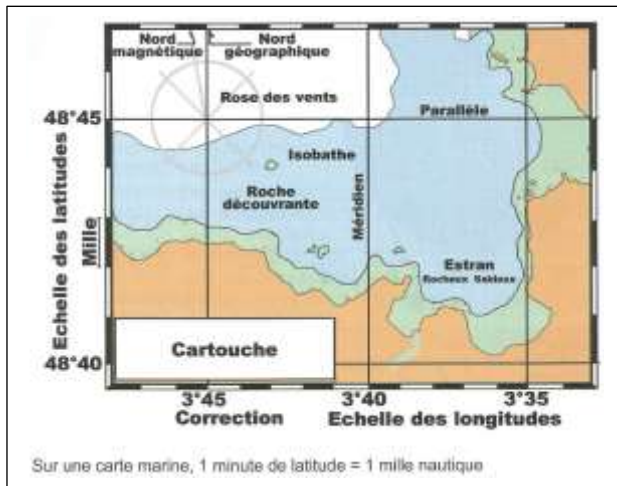 Nord magnétique
Nord géographique
Rose des vents
Parallèle
48°45
Isobathe
Roche découvrante
Méridien
Echelle des latitudes
Mille
Estran
Rocheux Sableux
Cartouche
48°40
3°45
3°40
3°35
Correction
Echelle des longitudes
Sur une carte marine, 1 minute de latitude = 1 mille nautique